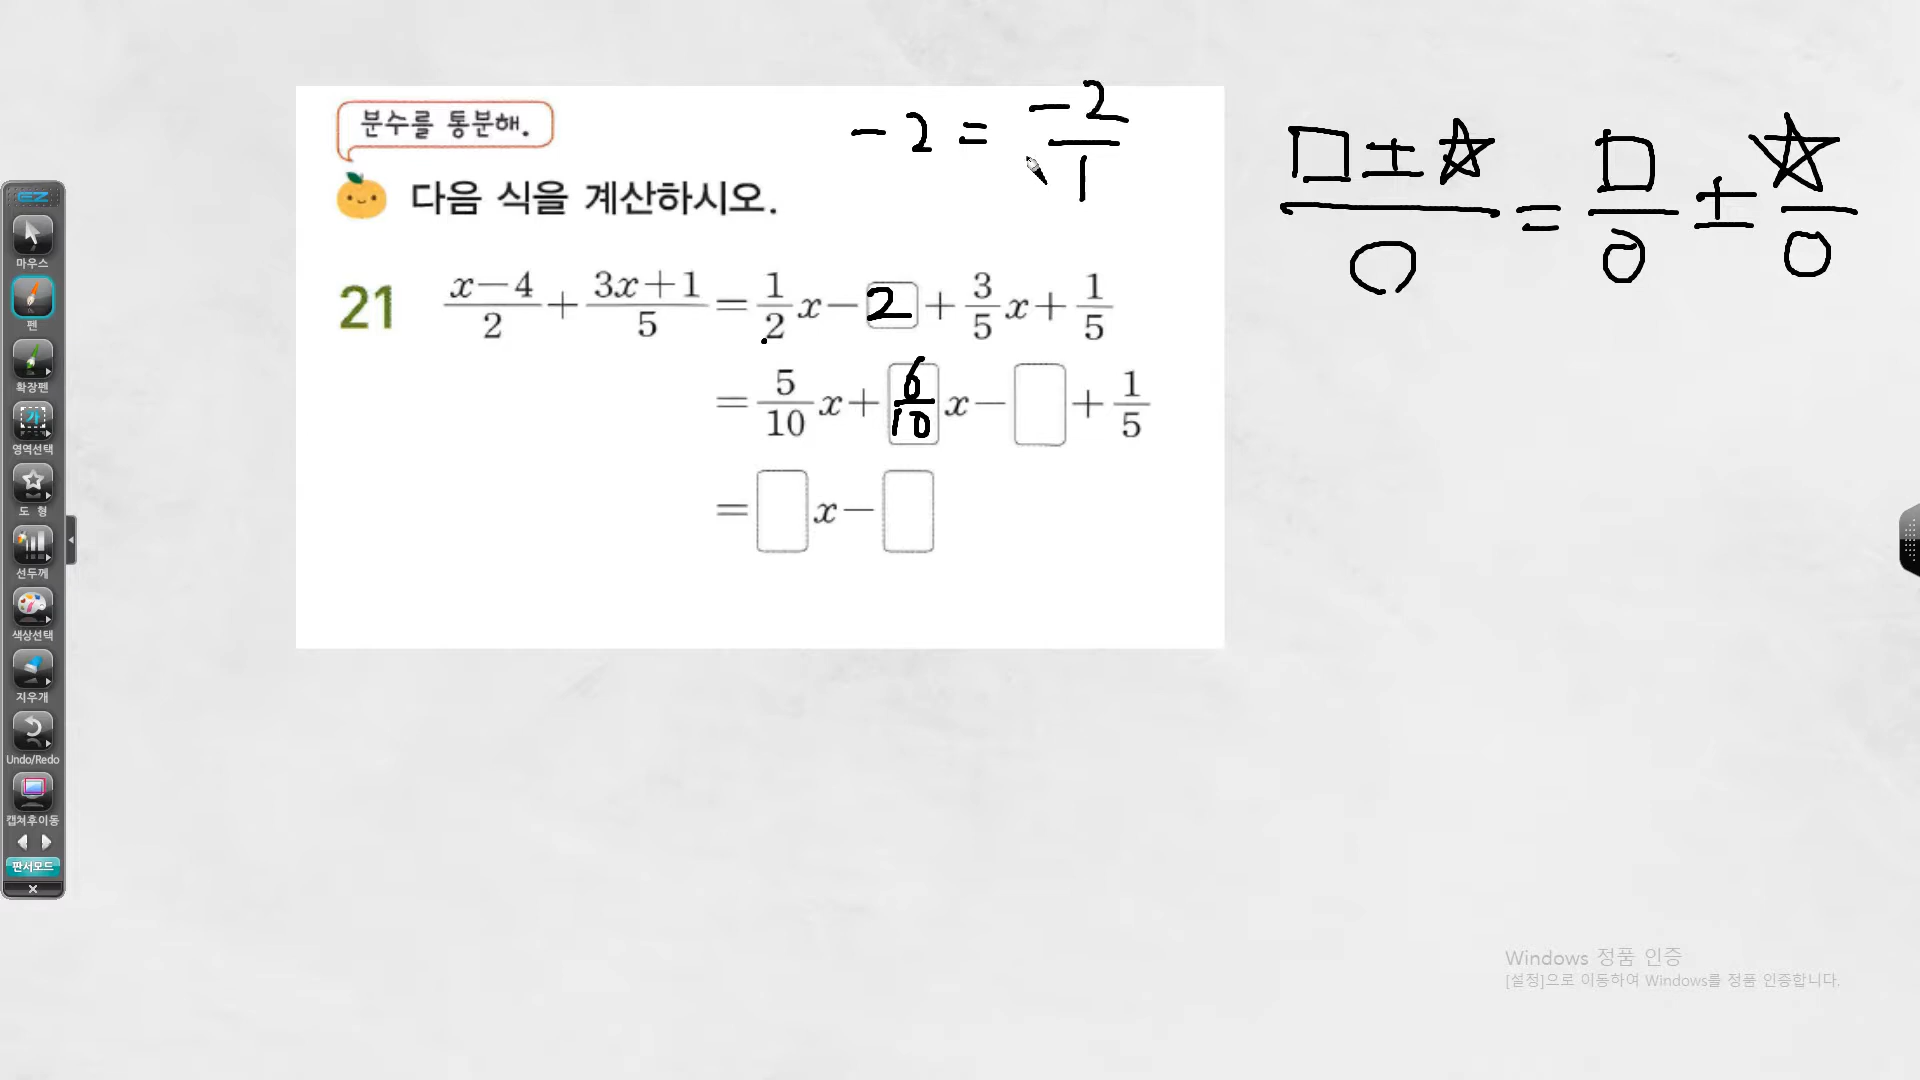 분수를 통분해.
-2 = -2/1
다음 식을 계산하시오.
□±☆/○ = □/○ ± ☆/○
21 x-4/2 + 3x+1/5 = 1/2 x - 2 + 3/5 x + 1/5
= 5/10 x + 6/10 x - □ + 1/5
= □ x - □
EZ
마우스
펜
확장펜
가
영역선택
도 형
선두께
색상선택
지우개
Undo/Redo
캡쳐후이동
판서모드
x
Windows 정품 인증
[설정]으로 이동하여 Windows를 정품 인증합니다.